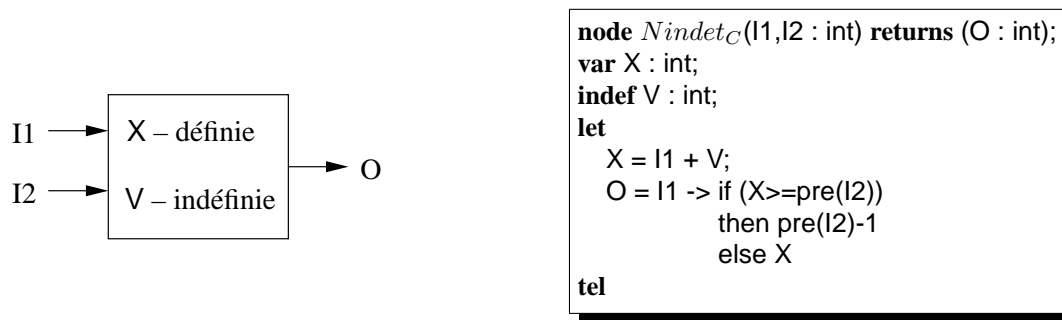 I1
I2
X – définie
V – indéfinie
O
node Nindet_C(I1,I2 : int) returns (O : int);
var X : int;
indef V : int;
let
X = I1 + V;
O = I1 -> if (X>=pre(I2))
then pre(I2)-1
else X
tel